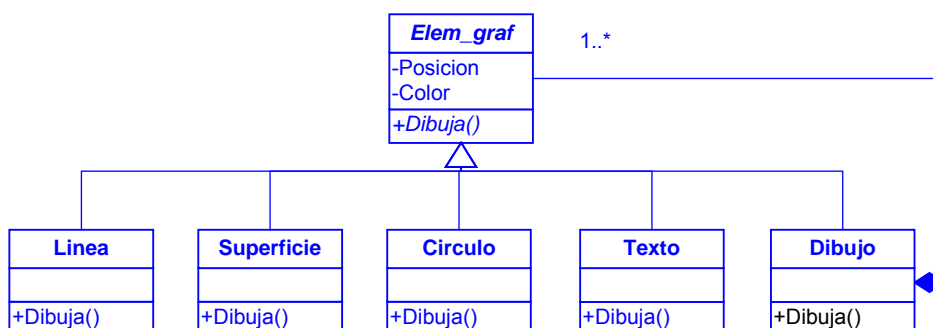 Elem_graf
1..*
-Posicion
-Color
+Dibuja()
Linea
Superficie
Circulo
Texto
Dibujo
+Dibuja()
+Dibuja()
+Dibuja()
+Dibuja()
+Dibuja()